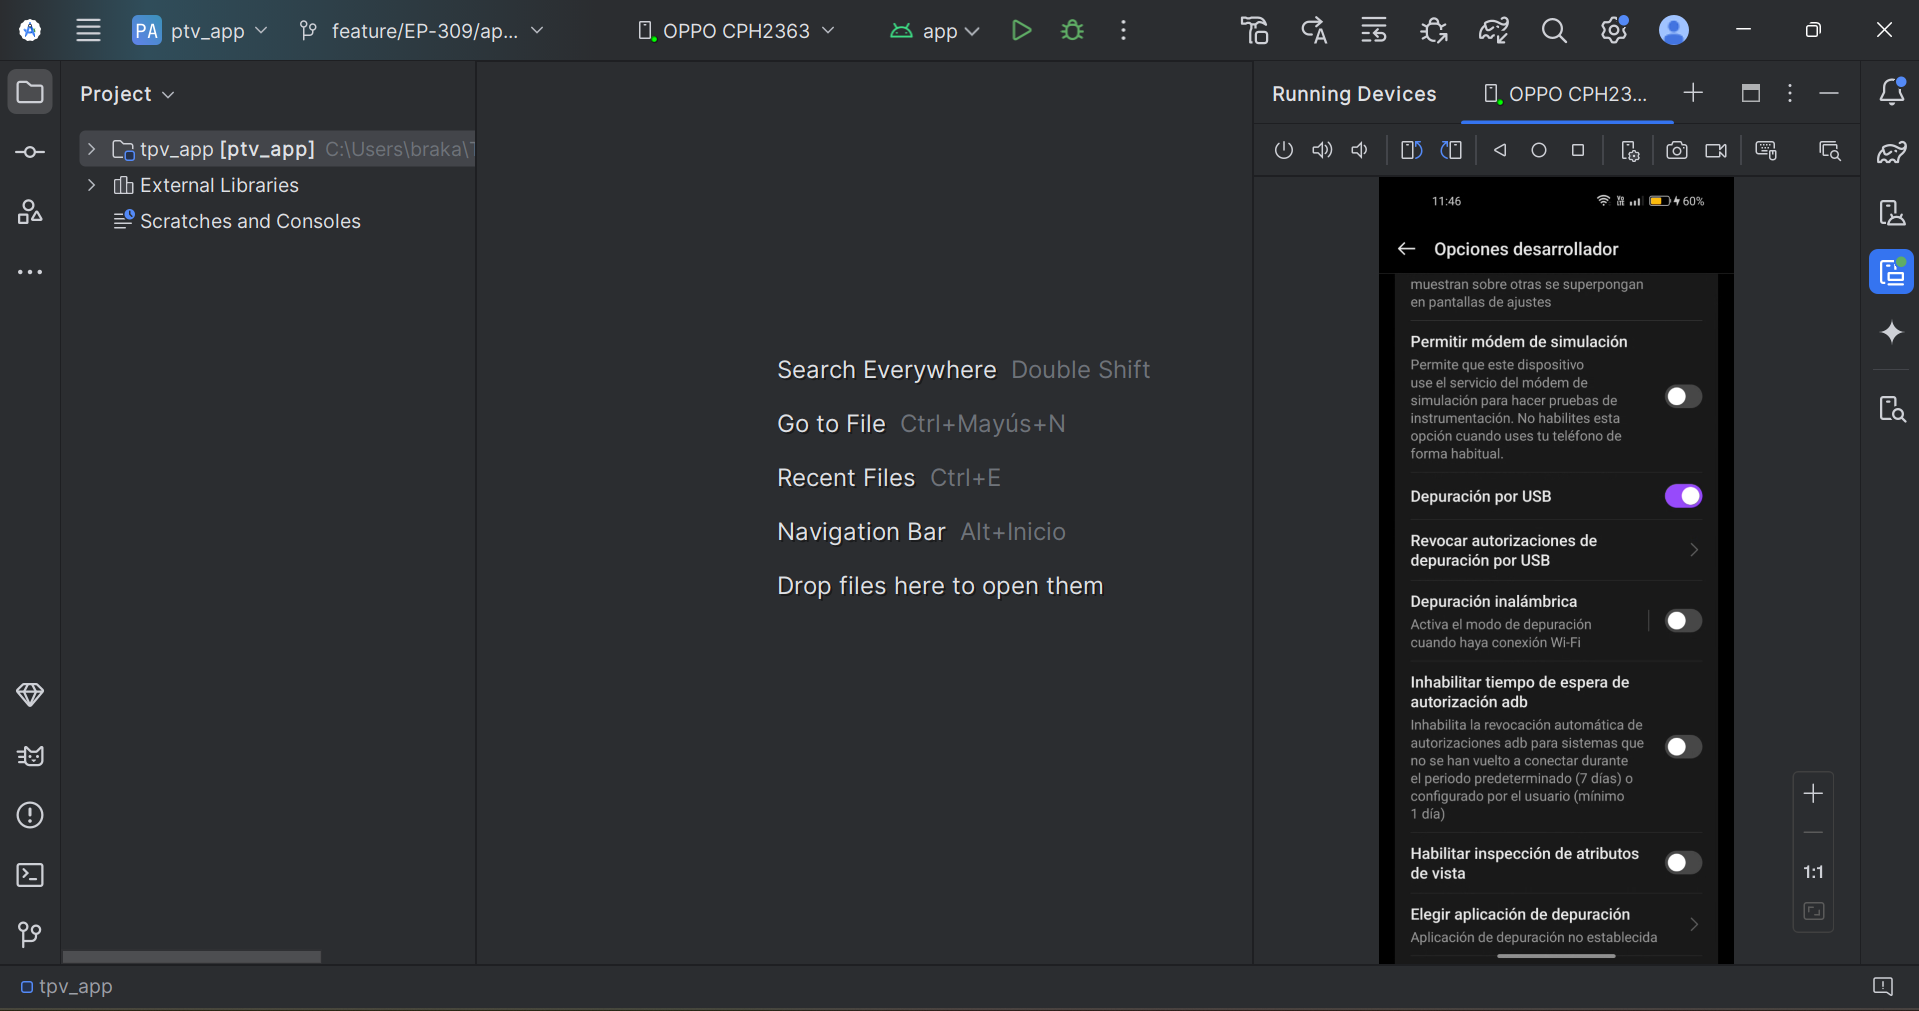 PA ptv_app
feature/EP-309/ap...
OPPO CPH2363
app
Project
tpv_app [ptv_app] C:\Users\braka\
External Libraries
Scratches and Consoles
Search Everywhere Double Shift
Go to File Ctrl+Mayús+N
Recent Files Ctrl+E
Navigation Bar Alt+Inicio
Drop files here to open them
Running Devices
OPPO CPH23...
11:46
60%
Opciones desarrollador
muestran sobre otras se superpongan
en pantallas de ajustes
Permitir módem de simulación
Permite que este dispositivo
use el servicio del módem de
simulación para hacer pruebas de
instrumentación. No habilites esta
opción cuando uses tu teléfono de
forma habitual.
Depuración por USB
Revocar autorizaciones de
depuración por USB
Depuración inalámbrica
Activa el modo de depuración
cuando haya conexión Wi-Fi
Inhabilitar tiempo de espera de
autorización adb
Inhabilita la revocación automática de
autorizaciones adb para sistemas que
no se han vuelto a conectar durante
el periodo predeterminado (7 días) o
configurado por el usuario (mínimo
1 día)
Habilitar inspección de atributos
de vista
Elegir aplicación de depuración
Aplicación de depuración no establecida
1:1
tpv_app